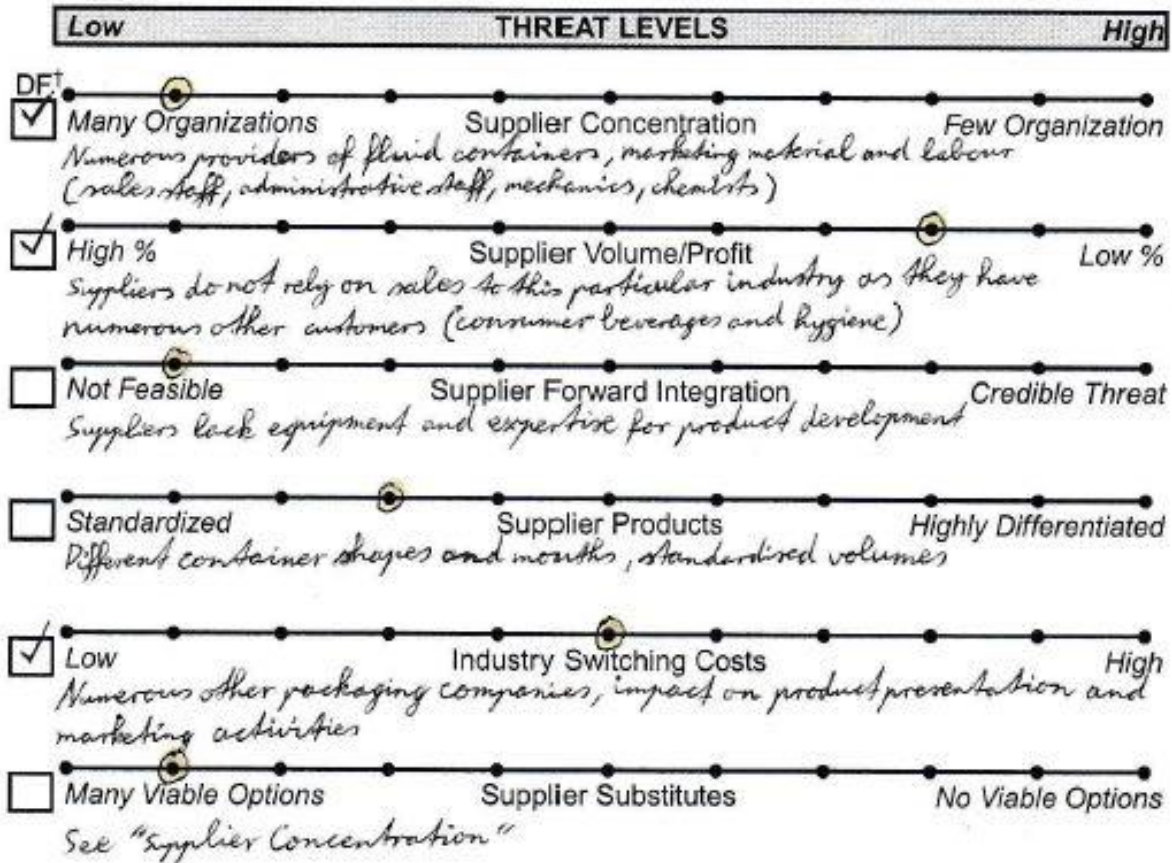 Low THREAT LEVELS High
DF†
Many Organizations Supplier Concentration Few Organization
Numerous providers of fluid containers, marketing material and labour
(sales staff, administrative staff, mechanics, chemists)
High % Supplier Volume/Profit Low %
Suppliers do not rely on sales to this particular industry as they have
numerous other customers (consumer beverages and hygiene)
Not Feasible Supplier Forward Integration Credible Threat
Suppliers lack equipment and expertise for product development
Standardized Supplier Products Highly Differentiated
Different container shapes and mouths, standardised volumes
Low Industry Switching Costs High
Numerous other packaging companies, impact on product presentation and
marketing activities
Many Viable Options Supplier Substitutes No Viable Options
See "Supplier Concentration"